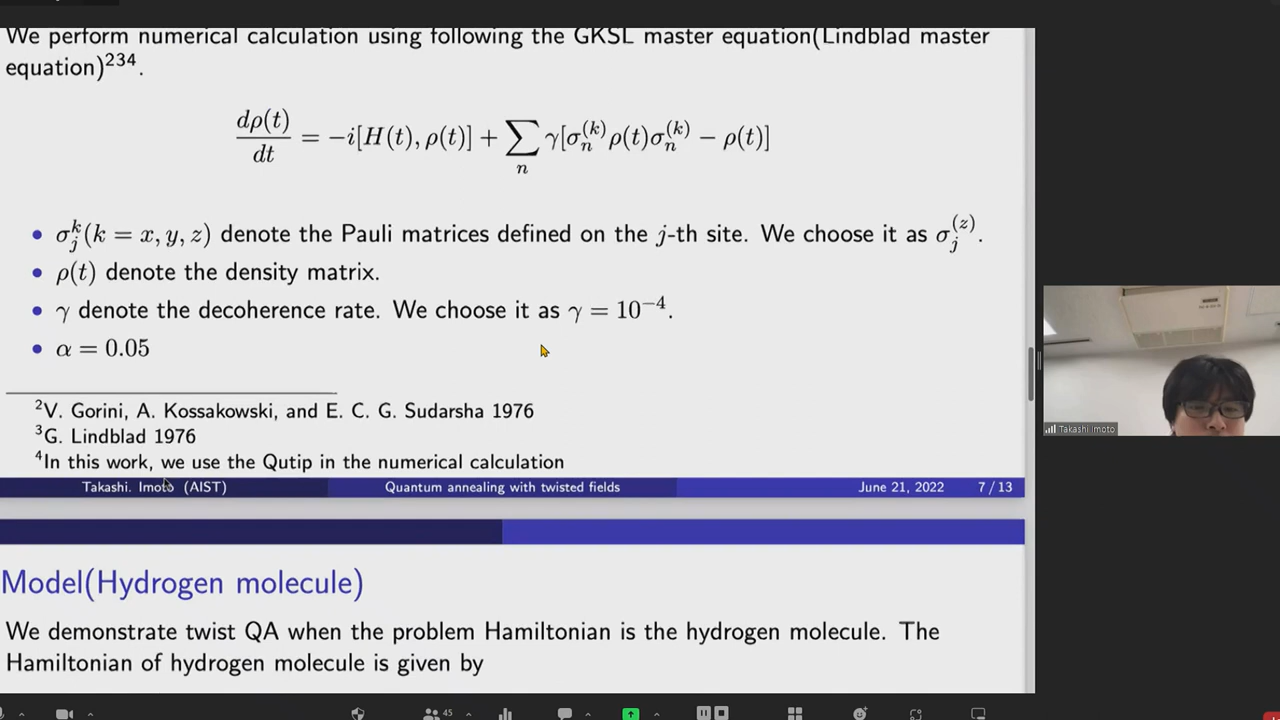 We perform numerical calculation using following the GKSL master equation(Lindblad master
equation)²³⁴.
dρ(t)/dt = −i[H(t), ρ(t)] + ∑ₙ γ[σₙ⁽ᵏ⁾ρ(t)σₙ⁽ᵏ⁾ − ρ(t)]
• σⱼᵏ(k = x, y, z) denote the Pauli matrices defined on the j-th site. We choose it as σⱼ⁽ᶻ⁾.
• ρ(t) denote the density matrix.
• γ denote the decoherence rate. We choose it as γ = 10⁻⁴.
• α = 0.05
²V. Gorini, A. Kossakowski, and E. C. G. Sudarsha 1976
³G. Lindblad 1976
⁴In this work, we use the Qutip in the numerical calculation
Takashi. Imoto (AIST) Quantum annealing with twisted fields June 21, 2022 7 / 13
Model(Hydrogen molecule)
We demonstrate twist QA when the problem Hamiltonian is the hydrogen molecule. The
Hamiltonian of hydrogen molecule is given by
Takashi Imoto
45